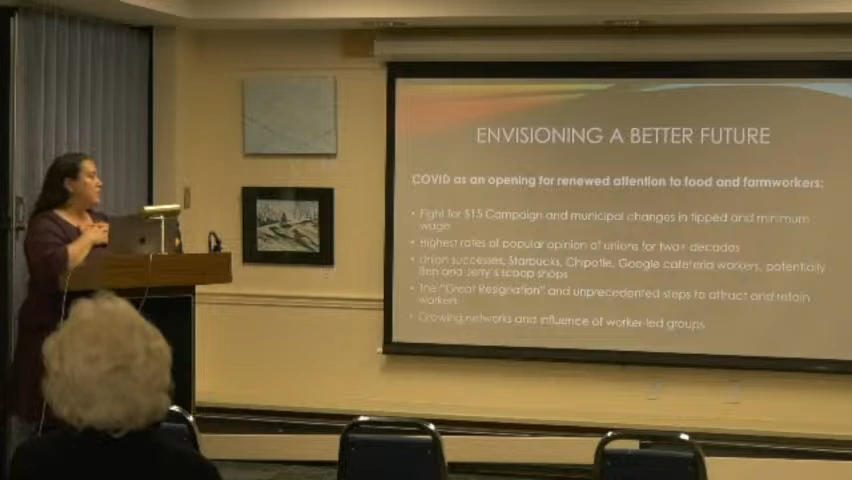 ENVISIONING A BETTER FUTURE
COVID as an opening for renewed attention to food and farmworkers:
• Fight for $15 Campaign and municipal changes in tipped and minimum
wage
• Highest rates of popular opinion of unions for two+ decades
• Union successes, Starbucks, Chipotle, Google cafeteria workers, potentially
Ben and Jerry's scoop shops
• The "Great Resignation" and unprecedented steps to attract and retain
workers
• Growing networks and influence of worker-led groups